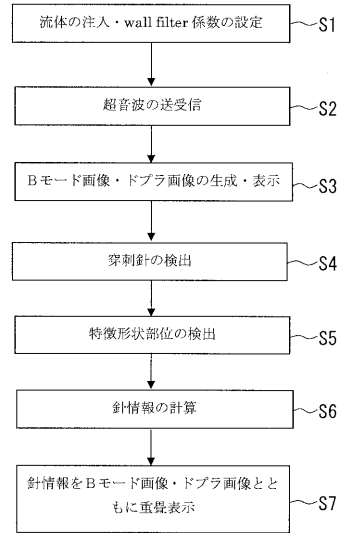 流体の注入・wall filter 係数の設定
S1
超音波の送受信
S2
Bモード画像・ドプラ画像の生成・表示
S3
穿刺針の検出
S4
特徴形状部位の検出
S5
針情報の計算
S6
針情報をBモード画像・ドプラ画像とと
もに重畳表示
S7